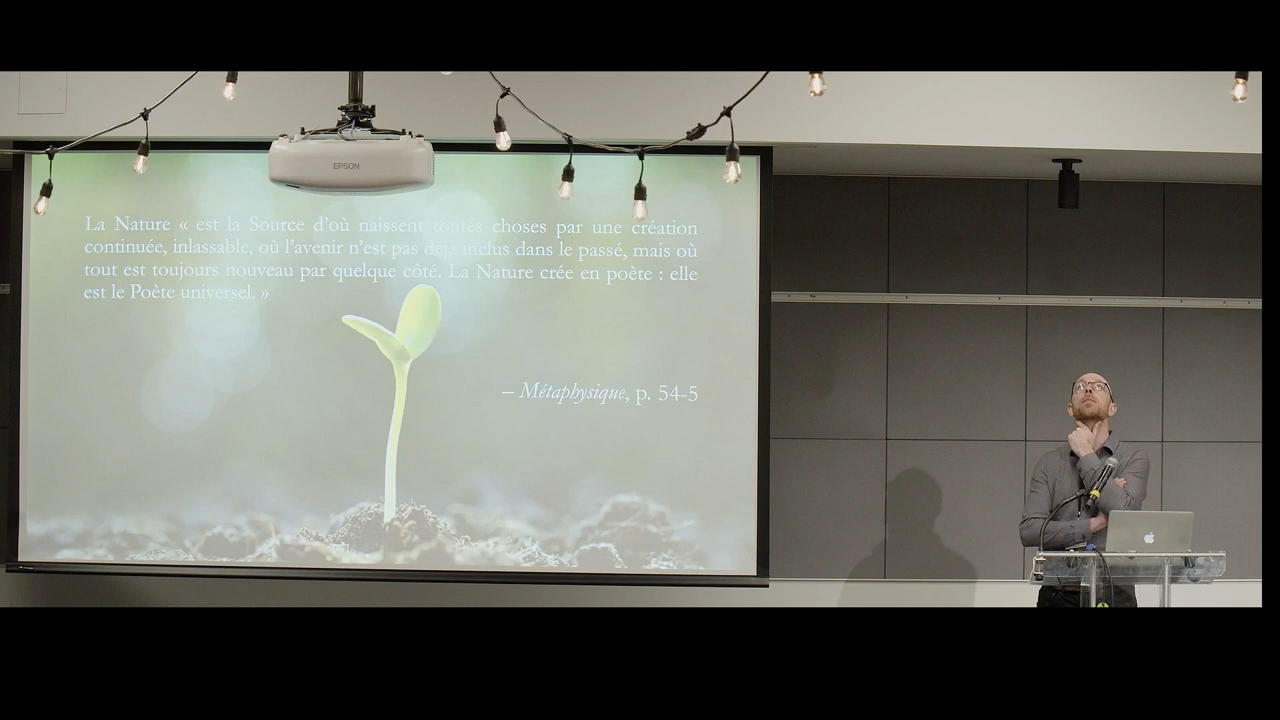 EPSON
La Nature « est la Source d'où naissent toutes choses par une création
continuée, inlassable, où l'avenir n'est pas déjà inclus dans le passé, mais où
tout est toujours nouveau par quelque côté. La Nature crée en poète : elle
est le Poète universel. »
– Métaphysique, p. 54-5